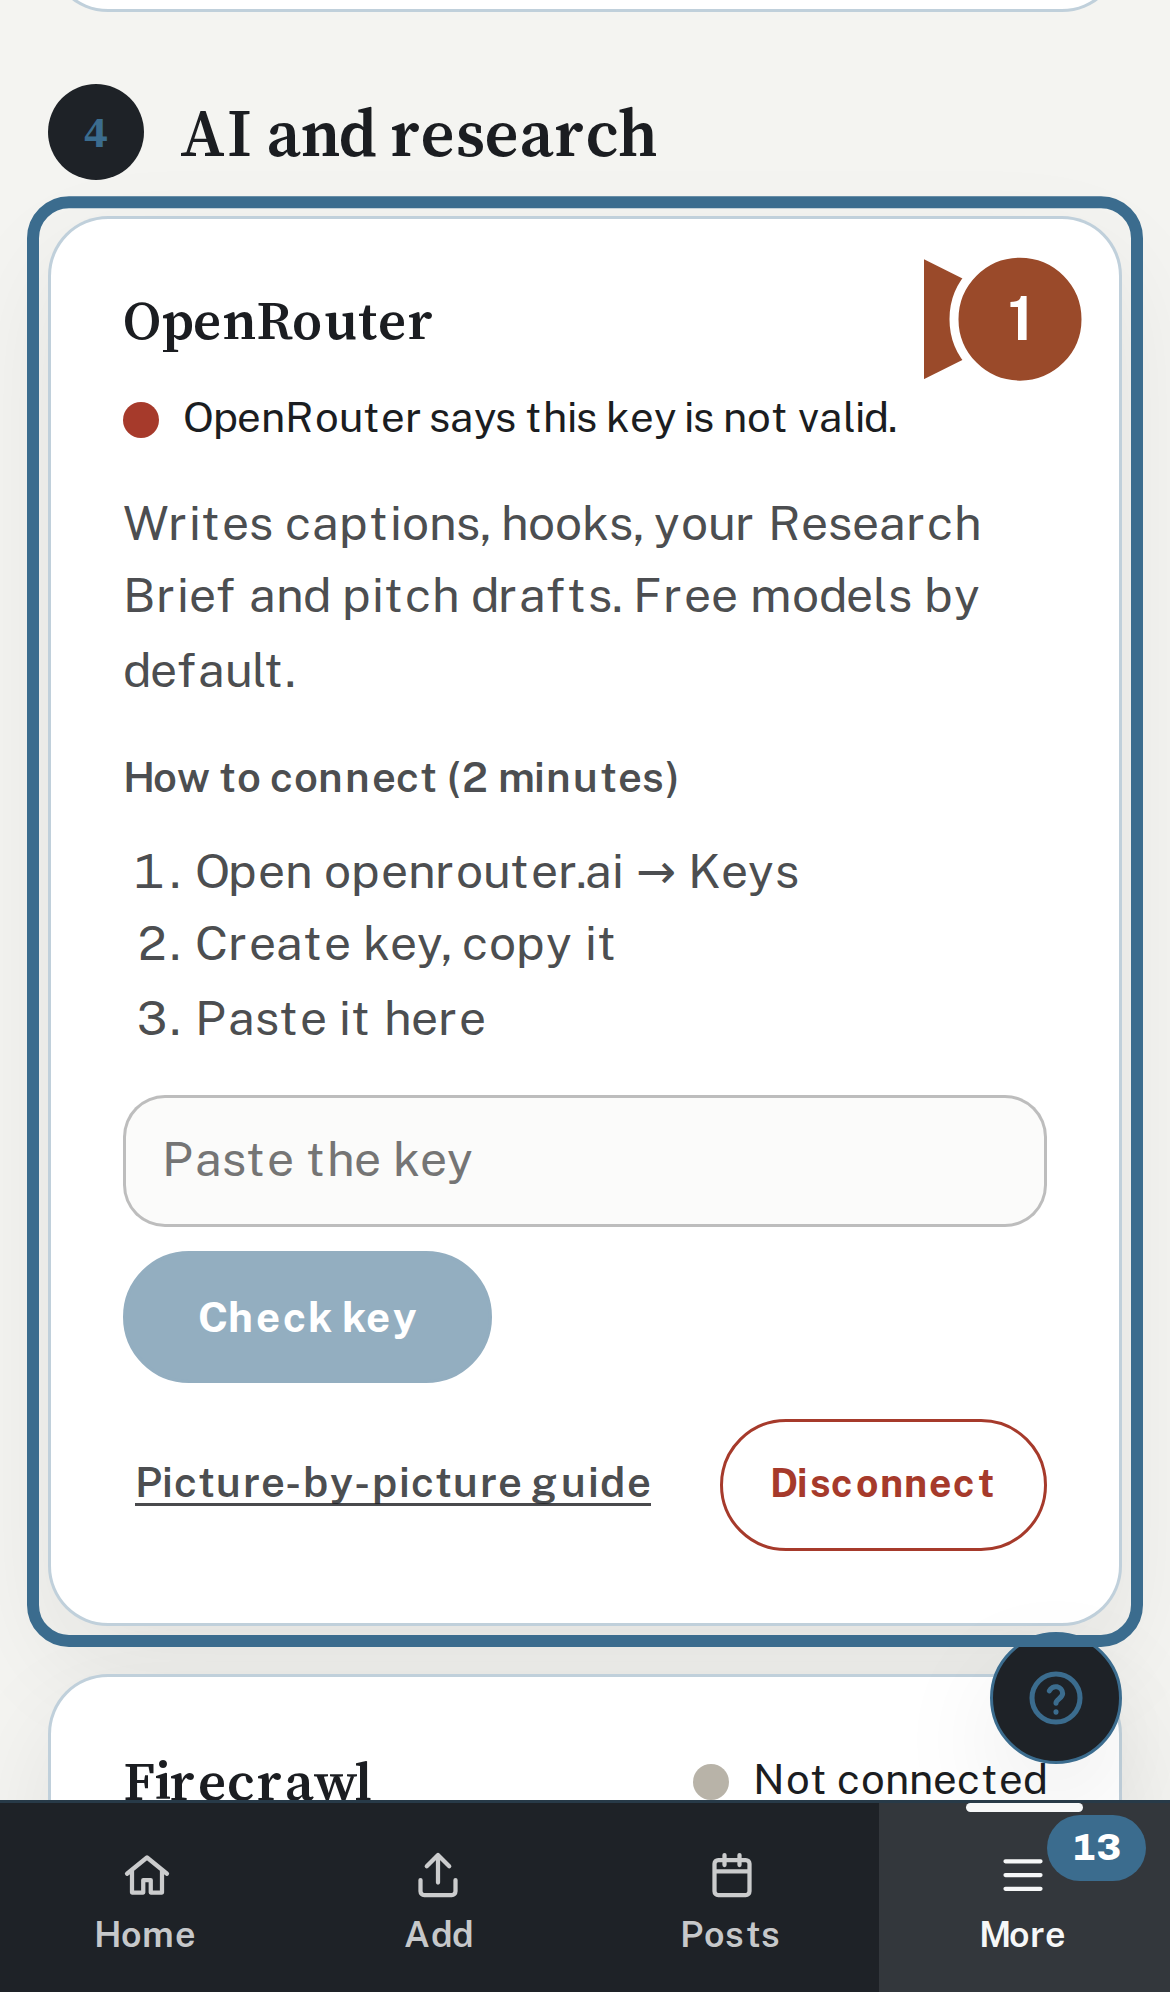 4 AI and research
OpenRouter
1
OpenRouter says this key is not valid.
Writes captions, hooks, your Research
Brief and pitch drafts. Free models by
default.
How to connect (2 minutes)
1. Open openrouter.ai → Keys
2. Create key, copy it
3. Paste it here
Paste the key
Check key
Picture-by-picture guide
Disconnect
?
Firecrawl
Not connected
13
Home
Add
Posts
More